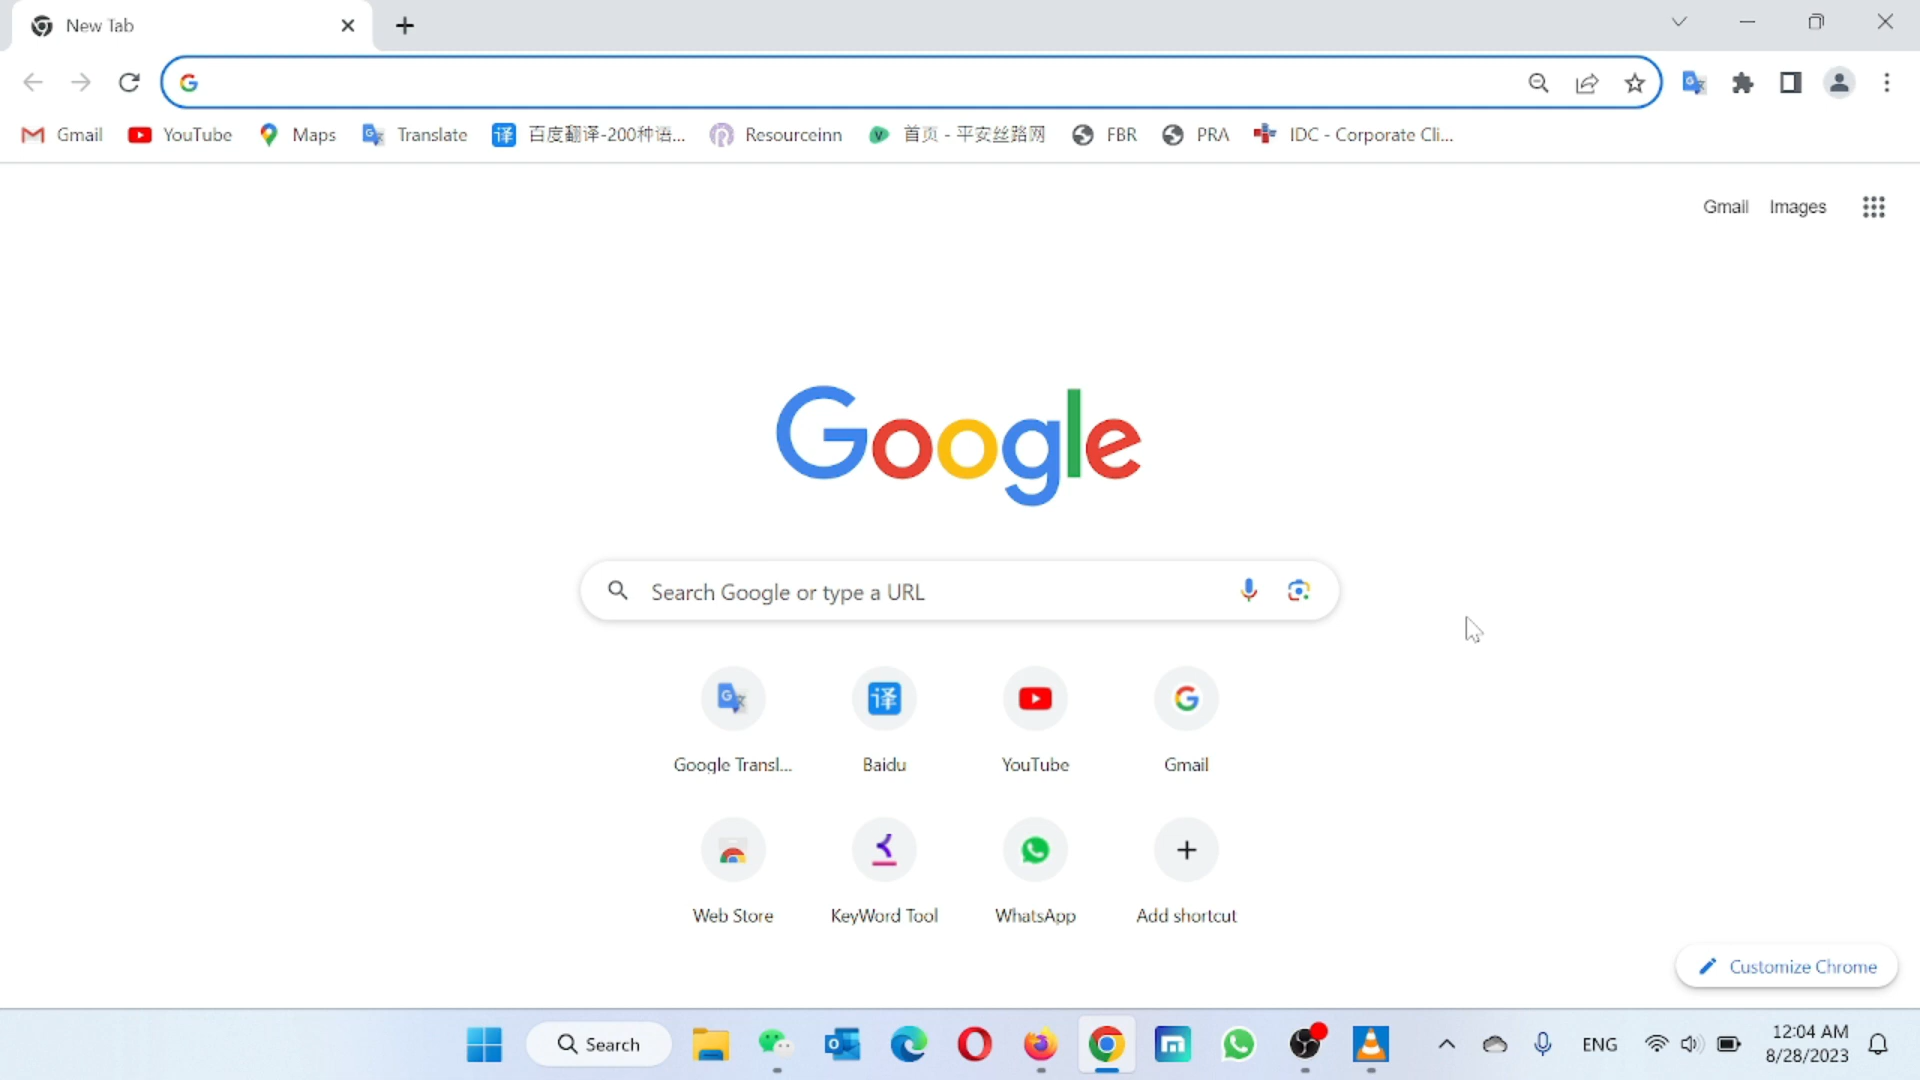 New Tab
Gmail YouTube Maps Translate 百度翻译-200种语... Resourceinn 首页 - 平安丝路网 FBR PRA IDC - Corporate Cli...
Gmail Images
Google
Search Google or type a URL
Google Transl... Baidu YouTube Gmail
Web Store KeyWord Tool WhatsApp Add shortcut
Customize Chrome
Search
ENG
12:04 AM
8/28/2023